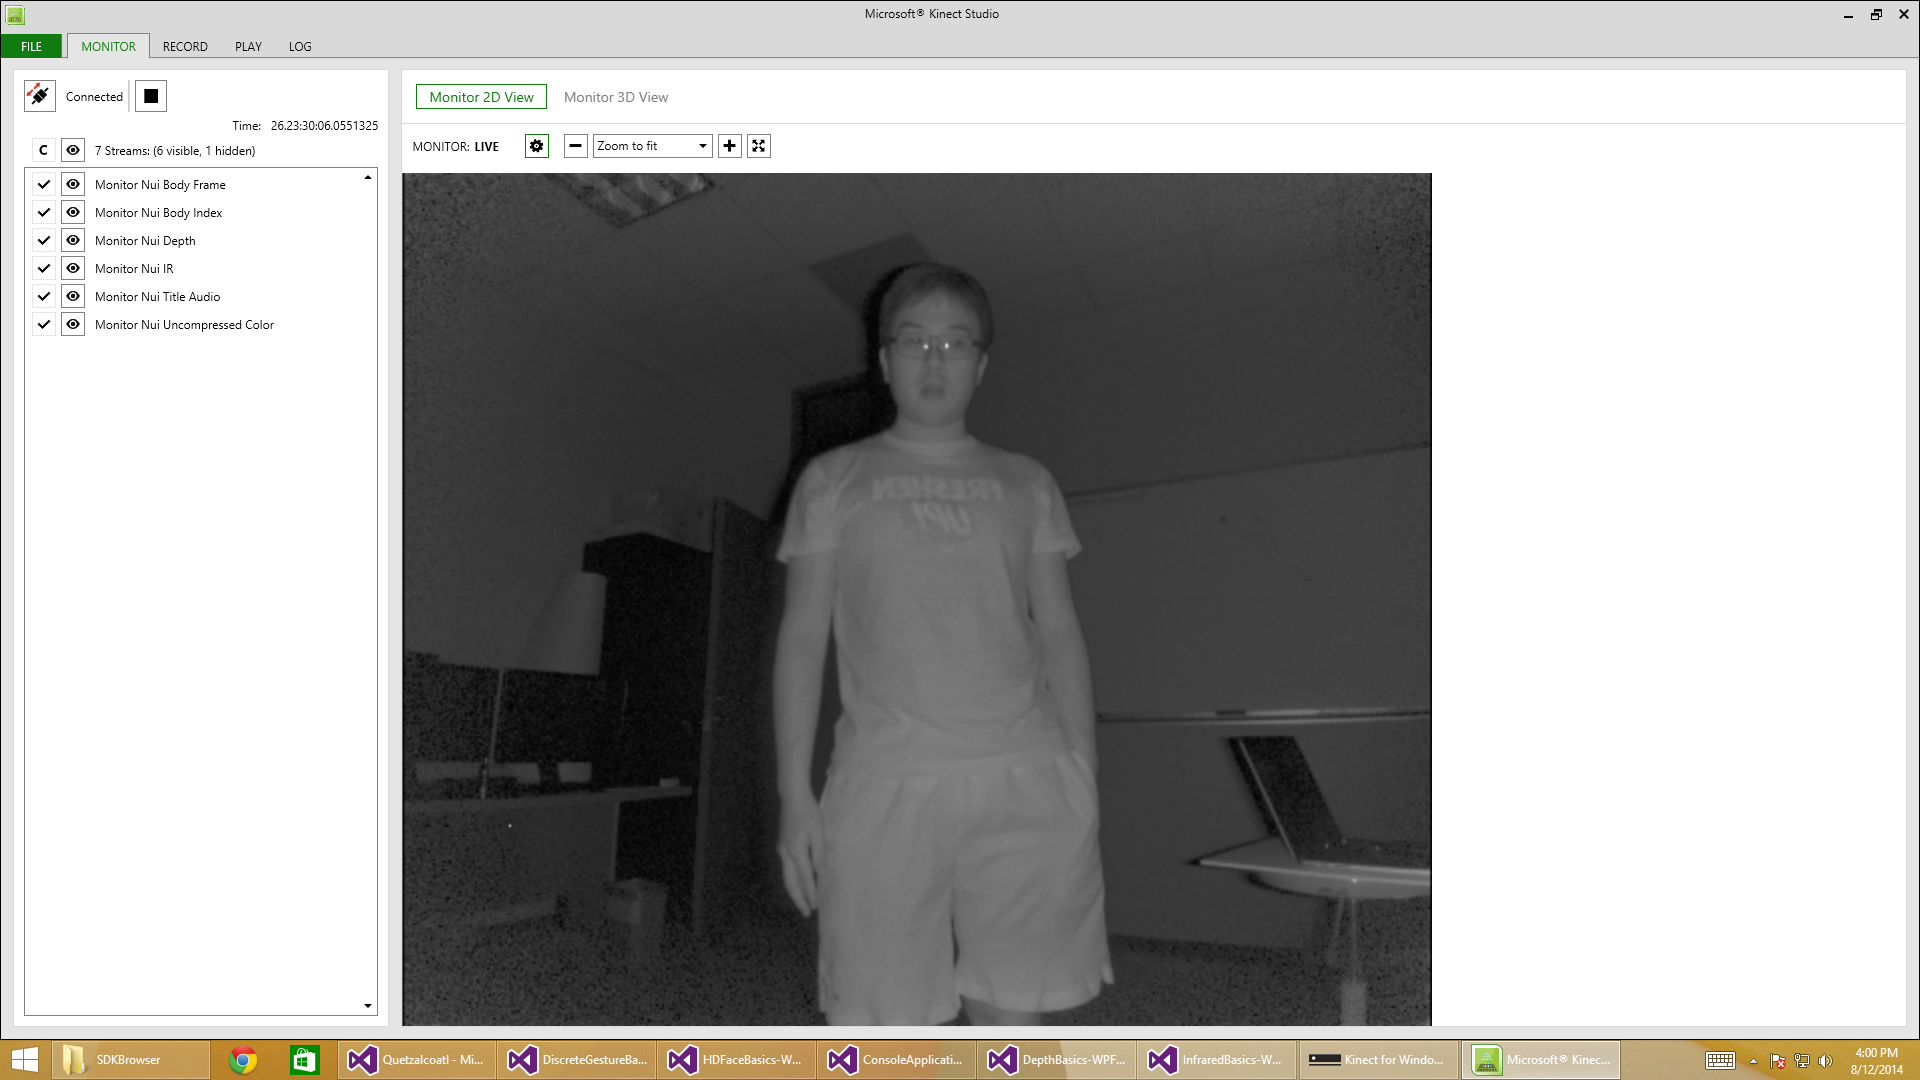 Microsoft® Kinect Studio
FILE
MONITOR
RECORD
PLAY
LOG
Connected
Time: 26.23:30:06.0551325
C
7 Streams: (6 visible, 1 hidden)
Monitor Nui Body Frame
Monitor Nui Body Index
Monitor Nui Depth
Monitor Nui IR
Monitor Nui Title Audio
Monitor Nui Uncompressed Color
Monitor 2D View
Monitor 3D View
MONITOR: LIVE
Zoom to fit
FRESHEN
UP!
SDKBrowser
Quetzalcoatl - Mi...
DiscreteGestureBa...
HDFaceBasics-W...
ConsoleApplicati...
DepthBasics-WPF...
InfraredBasics-W...
Kinect for Windo...
Microsoft® Kinec...
4:00 PM
8/12/2014